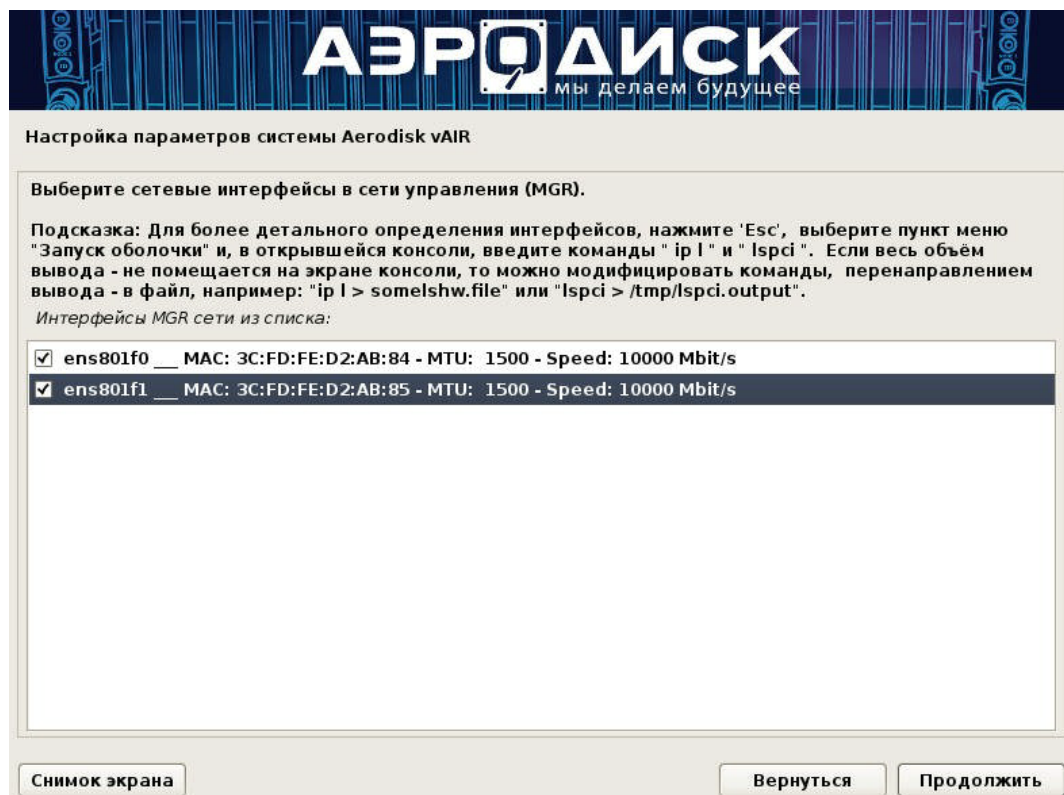 АЭРОДИСК
мы делаем будущее
Настройка параметров системы Aerodisk vAIR
Выберите сетевые интерфейсы в сети управления (MGR).
Подсказка: Для более детального определения интерфейсов, нажмите 'Esc', выберите пункт меню
"Запуск оболочки" и, в открывшейся консоли, введите команды " ip l " и " lspci ". Если весь объём
вывода - не помещается на экране консоли, то можно модифицировать команды, перенаправлением
вывода - в файл, например: "ip l > somelshw.file" или "lspci > /tmp/lspci.output".
Интерфейсы MGR сети из списка:
ens801f0 __ MAC: 3C:FD:FE:D2:AB:84 - MTU: 1500 - Speed: 10000 Mbit/s
ens801f1 __ MAC: 3C:FD:FE:D2:AB:85 - MTU: 1500 - Speed: 10000 Mbit/s
Снимок экрана
Вернуться
Продолжить